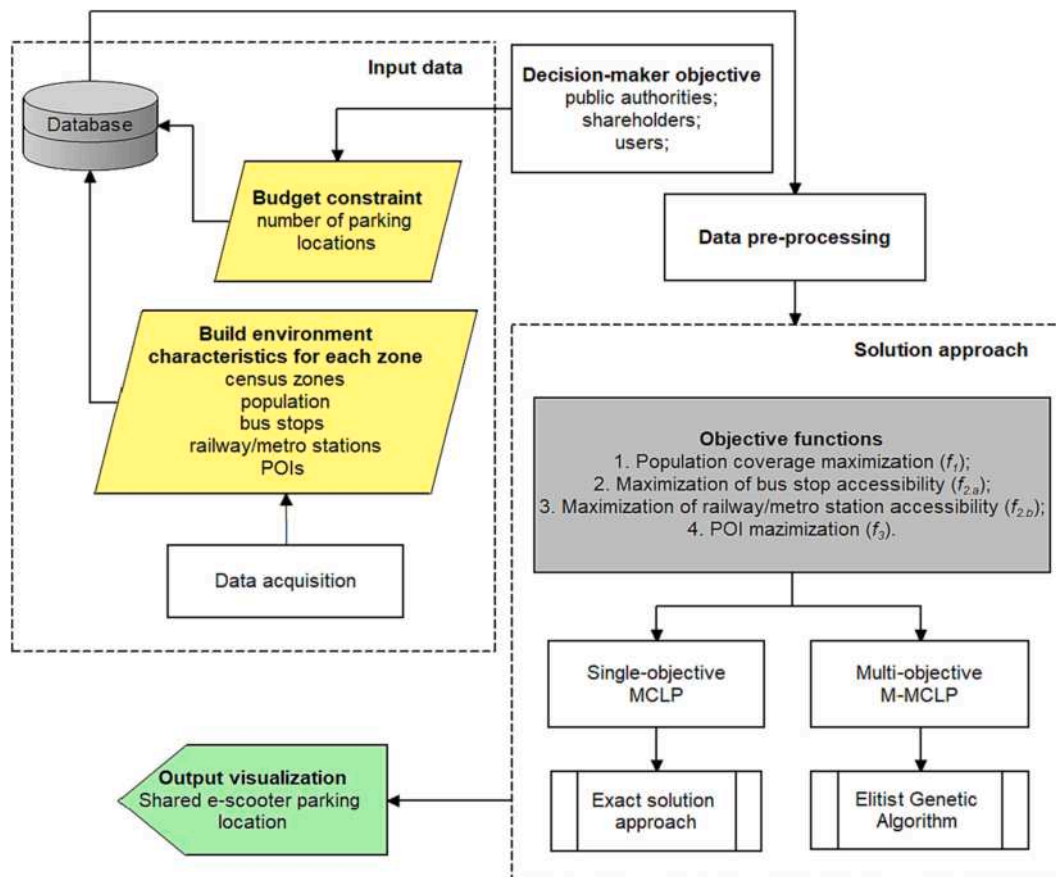 Input data
Database
Decision-maker objective
public authorities;
shareholders;
users;
Budget constraint
number of parking
locations
Data pre-processing
Build environment
characteristics for each zone
census zones
population
bus stops
railway/metro stations
POIs
Data acquisition
Solution approach
Objective functions
1. Population coverage maximization (f1);
2. Maximization of bus stop accessibility (f2.a);
3. Maximization of railway/metro station accessibility (f2.b);
4. POI mazimization (f3).
Single-objective
MCLP
Multi-objective
M-MCLP
Exact solution
approach
Elitist Genetic
Algorithm
Output visualization
Shared e-scooter parking
location